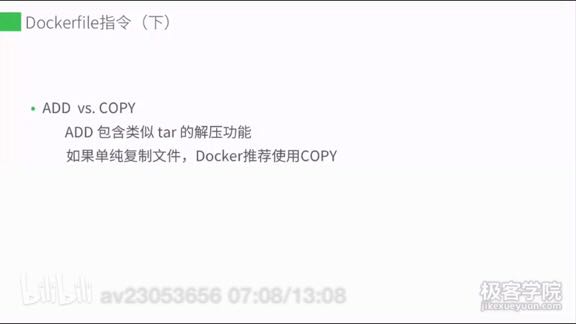 Dockerfile指令（下）
• ADD vs. COPY
ADD 包含类似 tar 的解压功能
如果单纯复制文件，Docker推荐使用COPY
bilibili av23053656 07:08/13:08
极客学院
jikexueyuan.com